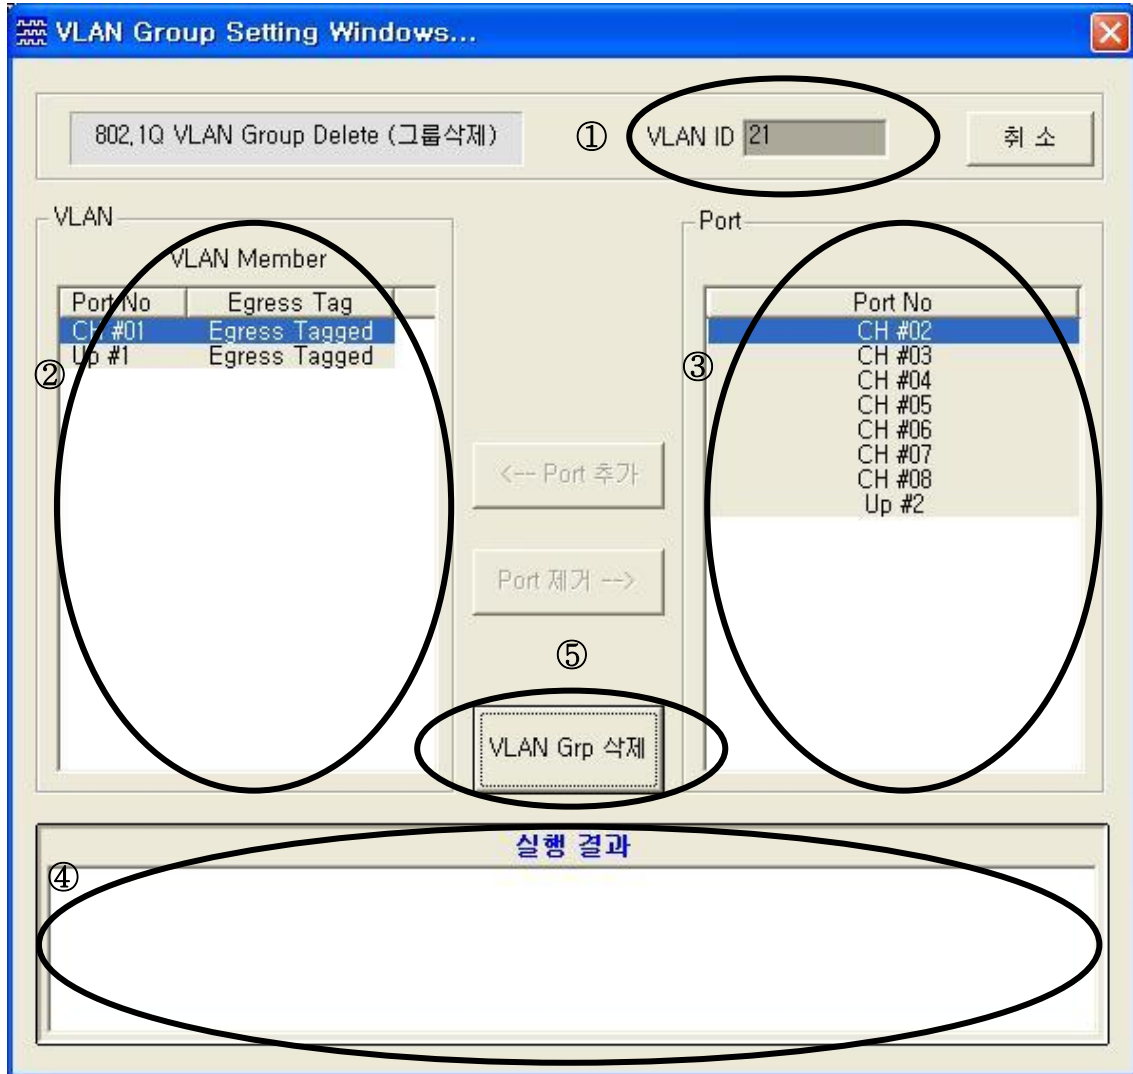 VLAN Group Setting Windows...
802,1Q VLAN Group Delete (그룹삭제)
①
VLAN ID
21
취 소
VLAN
VLAN Member
Port No Egress Tag
CH #01 Egress Tagged
Up #1 Egress Tagged
②
<-- Port 추가
Port 제거 -->
⑤
VLAN Grp 삭제
Port
Port No
CH #02
CH #03
CH #04
CH #05
CH #06
CH #07
CH #08
Up #2
③
실행 결과
④